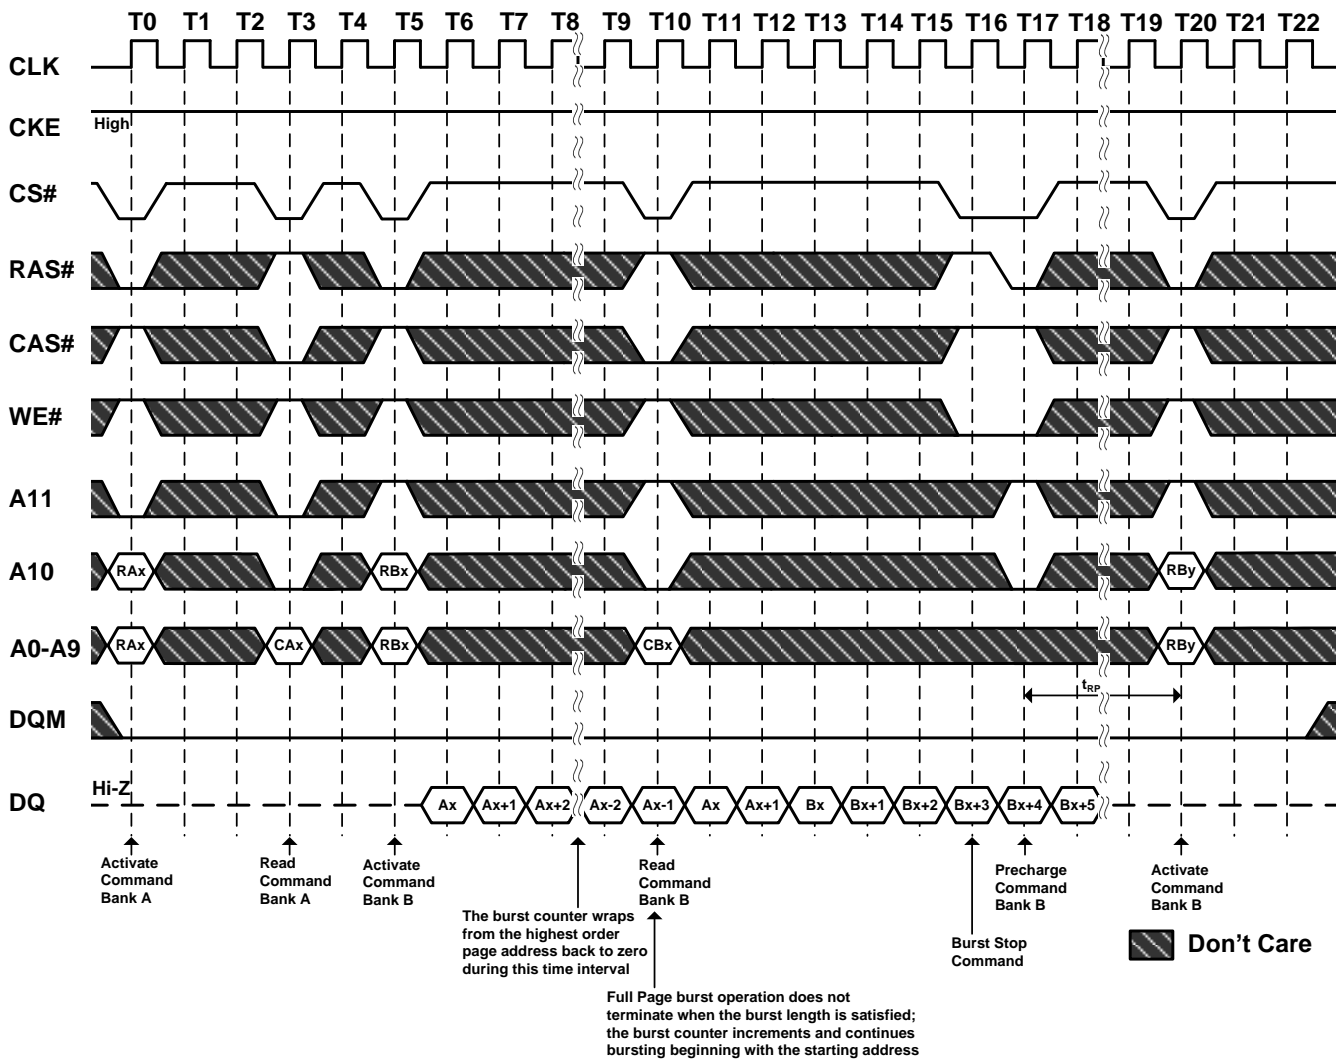 T0 T1 T2 T3 T4 T5 T6 T7 T8 T9 T10 T11 T12 T13 T14 T15 T16 T17 T18 T19 T20 T21 T22
CLK
CKE High
CS#
RAS#
CAS#
WE#
A11
A10 RAx RBx RBy
A0-A9 RAx CAx RBx CBx RBy
tRP
DQM
DQ Hi-Z Ax Ax+1 Ax+2 Ax-2 Ax-1 Ax Ax+1 Bx Bx+1 Bx+2 Bx+3 Bx+4 Bx+5
Activate
Command
Bank A
Read
Command
Bank A
Activate
Command
Bank B
The burst counter wraps
from the highest order
page address back to zero
during this time interval
Read
Command
Bank B
Full Page burst operation does not
terminate when the burst length is satisfied;
the burst counter increments and continues
bursting beginning with the starting address
Burst Stop
Command
Precharge
Command
Bank B
Activate
Command
Bank B
Don't Care